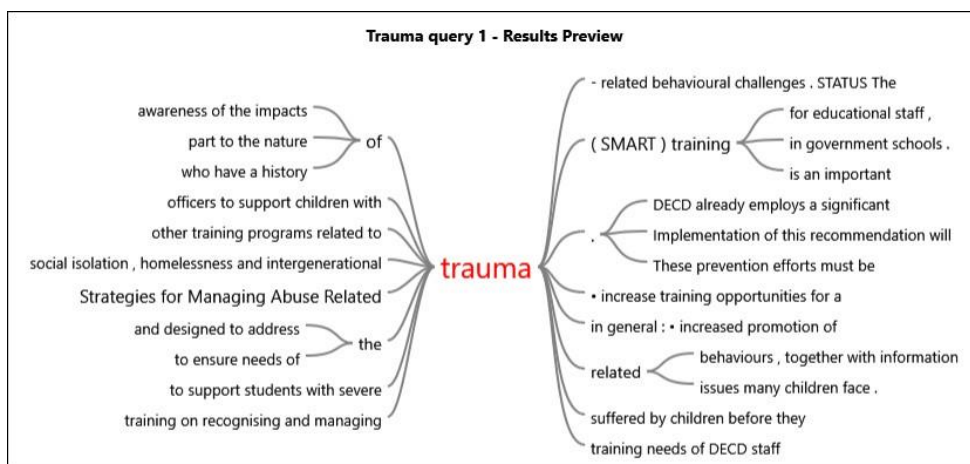 Trauma query 1 - Results Preview
awareness of the impacts
part to the nature
who have a history
of
officers to support children with
other training programs related to
social isolation , homelessness and intergenerational
Strategies for Managing Abuse Related
and designed to address
to ensure needs of
the
to support students with severe
training on recognising and managing
trauma
- related behavioural challenges . STATUS The
( SMART ) training
for educational staff ,
in government schools .
is an important
.
DECD already employs a significant
Implementation of this recommendation will
These prevention efforts must be
• increase training opportunities for a
in general : • increased promotion of
related
behaviours , together with information
issues many children face .
suffered by children before they
training needs of DECD staff